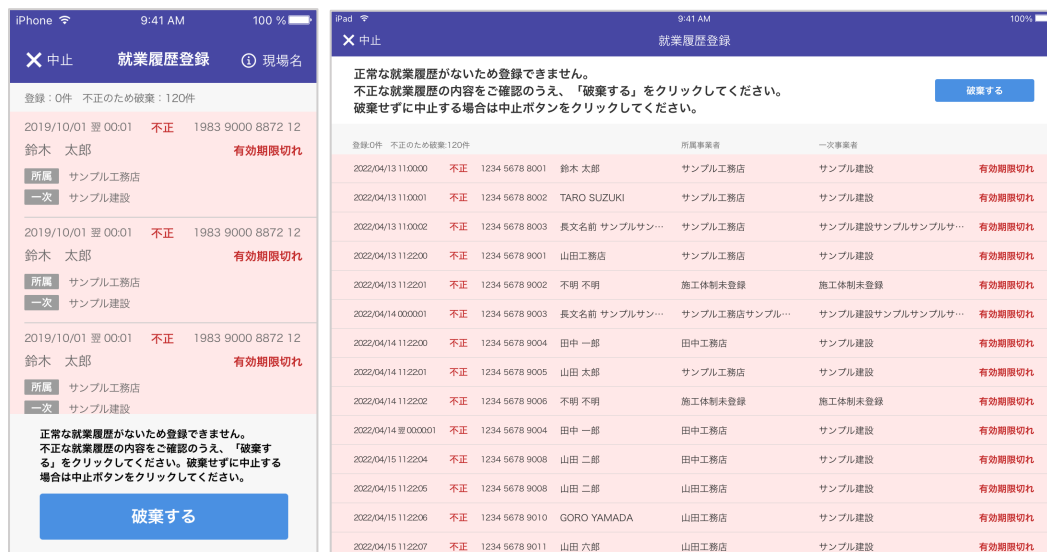 iPhone 9:41 AM 100 %
中止 就業履歴登録 現場名
登録：0件 不正のため破棄：120件
2019/10/01 翌 00:01 不正 1983 9000 8872 12
鈴木 太郎 有効期限切れ
所属 サンプル工務店
一次 サンプル建設
2019/10/01 翌 00:01 不正 1983 9000 8872 12
鈴木 太郎 有効期限切れ
所属 サンプル工務店
一次 サンプル建設
2019/10/01 翌 00:01 不正 1983 9000 8872 12
鈴木 太郎 有効期限切れ
所属 サンプル工務店
一次 サンプル建設
正常な就業履歴がないため登録できません。
不正な就業履歴の内容をご確認のうえ、「破棄す
る」をクリックしてください。破棄せずに中止する
場合は中止ボタンをクリックしてください。
破棄する
iPad 9:41 AM 100%
中止 就業履歴登録
正常な就業履歴がないため登録できません。
不正な就業履歴の内容をご確認のうえ、「破棄する」をクリックしてください。
破棄せずに中止する場合は中止ボタンをクリックしてください。
破棄する
登録:0件 不正のため破棄:120件 所属事業者 一次事業者
2022/04/13 11:00:00 不正 1234 5678 8001 鈴木 太郎 サンプル工務店 サンプル建設 有効期限切れ
2022/04/13 11:00:01 不正 1234 5678 8002 TARO SUZUKI サンプル工務店 サンプル建設 有効期限切れ
2022/04/13 11:00:02 不正 1234 5678 8003 長文名前 サンプルサン… サンプル工務店 サンプル建設サンプルサンプルサ… 有効期限切れ
2022/04/13 11:22:00 不正 1234 5678 9001 山田工務店 サンプル工務店 サンプル建設 有効期限切れ
2022/04/13 11:22:01 不正 1234 5678 9002 不明 不明 施工体制未登録 施工体制未登録 有効期限切れ
2022/04/14 00:00:01 不正 1234 5678 9003 長文名前 サンプルサン… サンプル工務店サンプル… サンプル建設サンプルサンプルサ… 有効期限切れ
2022/04/14 11:22:00 不正 1234 5678 9004 田中 一郎 田中工務店 サンプル建設 有効期限切れ
2022/04/14 11:22:01 不正 1234 5678 9005 山田 太郎 サンプル工務店 サンプル建設 有効期限切れ
2022/04/14 11:22:02 不正 1234 5678 9006 不明 不明 施工体制未登録 施工体制未登録 有効期限切れ
2022/04/14 翌 00:00:01 不正 1234 5678 9004 田中 一郎 田中工務店 サンプル建設 有効期限切れ
2022/04/15 11:22:04 不正 1234 5678 9008 山田 二郎 田中工務店 サンプル建設 有効期限切れ
2022/04/15 11:22:05 不正 1234 5678 9008 山田 二郎 山田工務店 サンプル建設 有効期限切れ
2022/04/15 11:22:06 不正 1234 5678 9010 GORO YAMADA 山田工務店 サンプル建設 有効期限切れ
2022/04/15 11:22:07 不正 1234 5678 9011 山田 六郎 山田工務店 サンプル建設 有効期限切れ